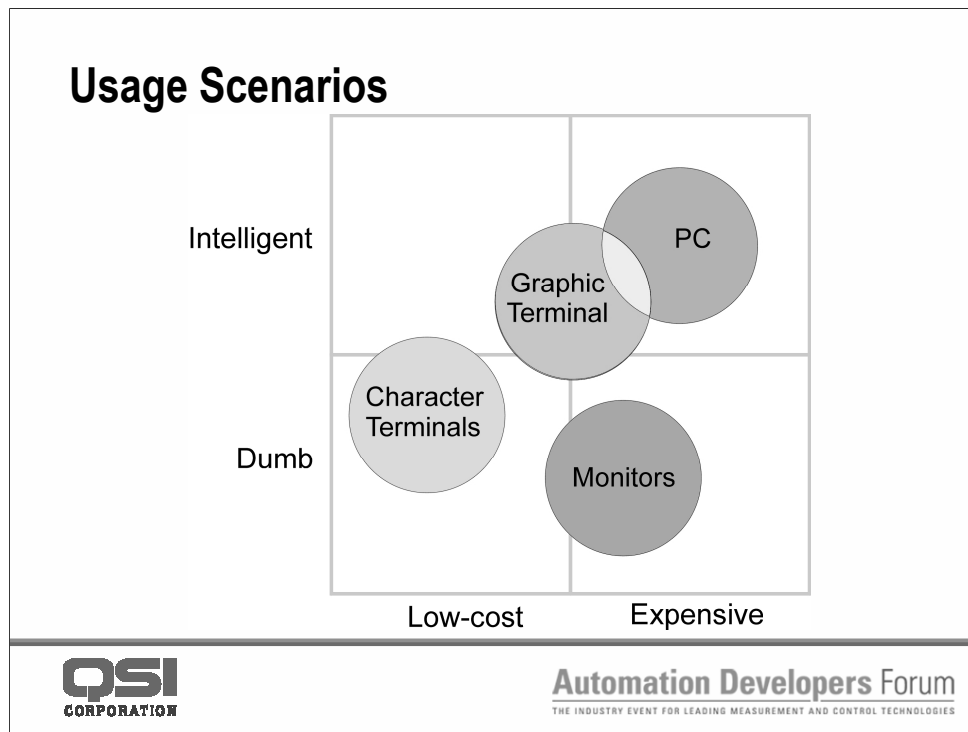 Usage Scenarios
Intelligent
PC
Graphic
Terminal
Character
Terminals
Dumb
Monitors
Low-cost
Expensive
QSI
CORPORATION
Automation Developers Forum
THE INDUSTRY EVENT FOR LEADING MEASUREMENT AND CONTROL TECHNOLOGIES